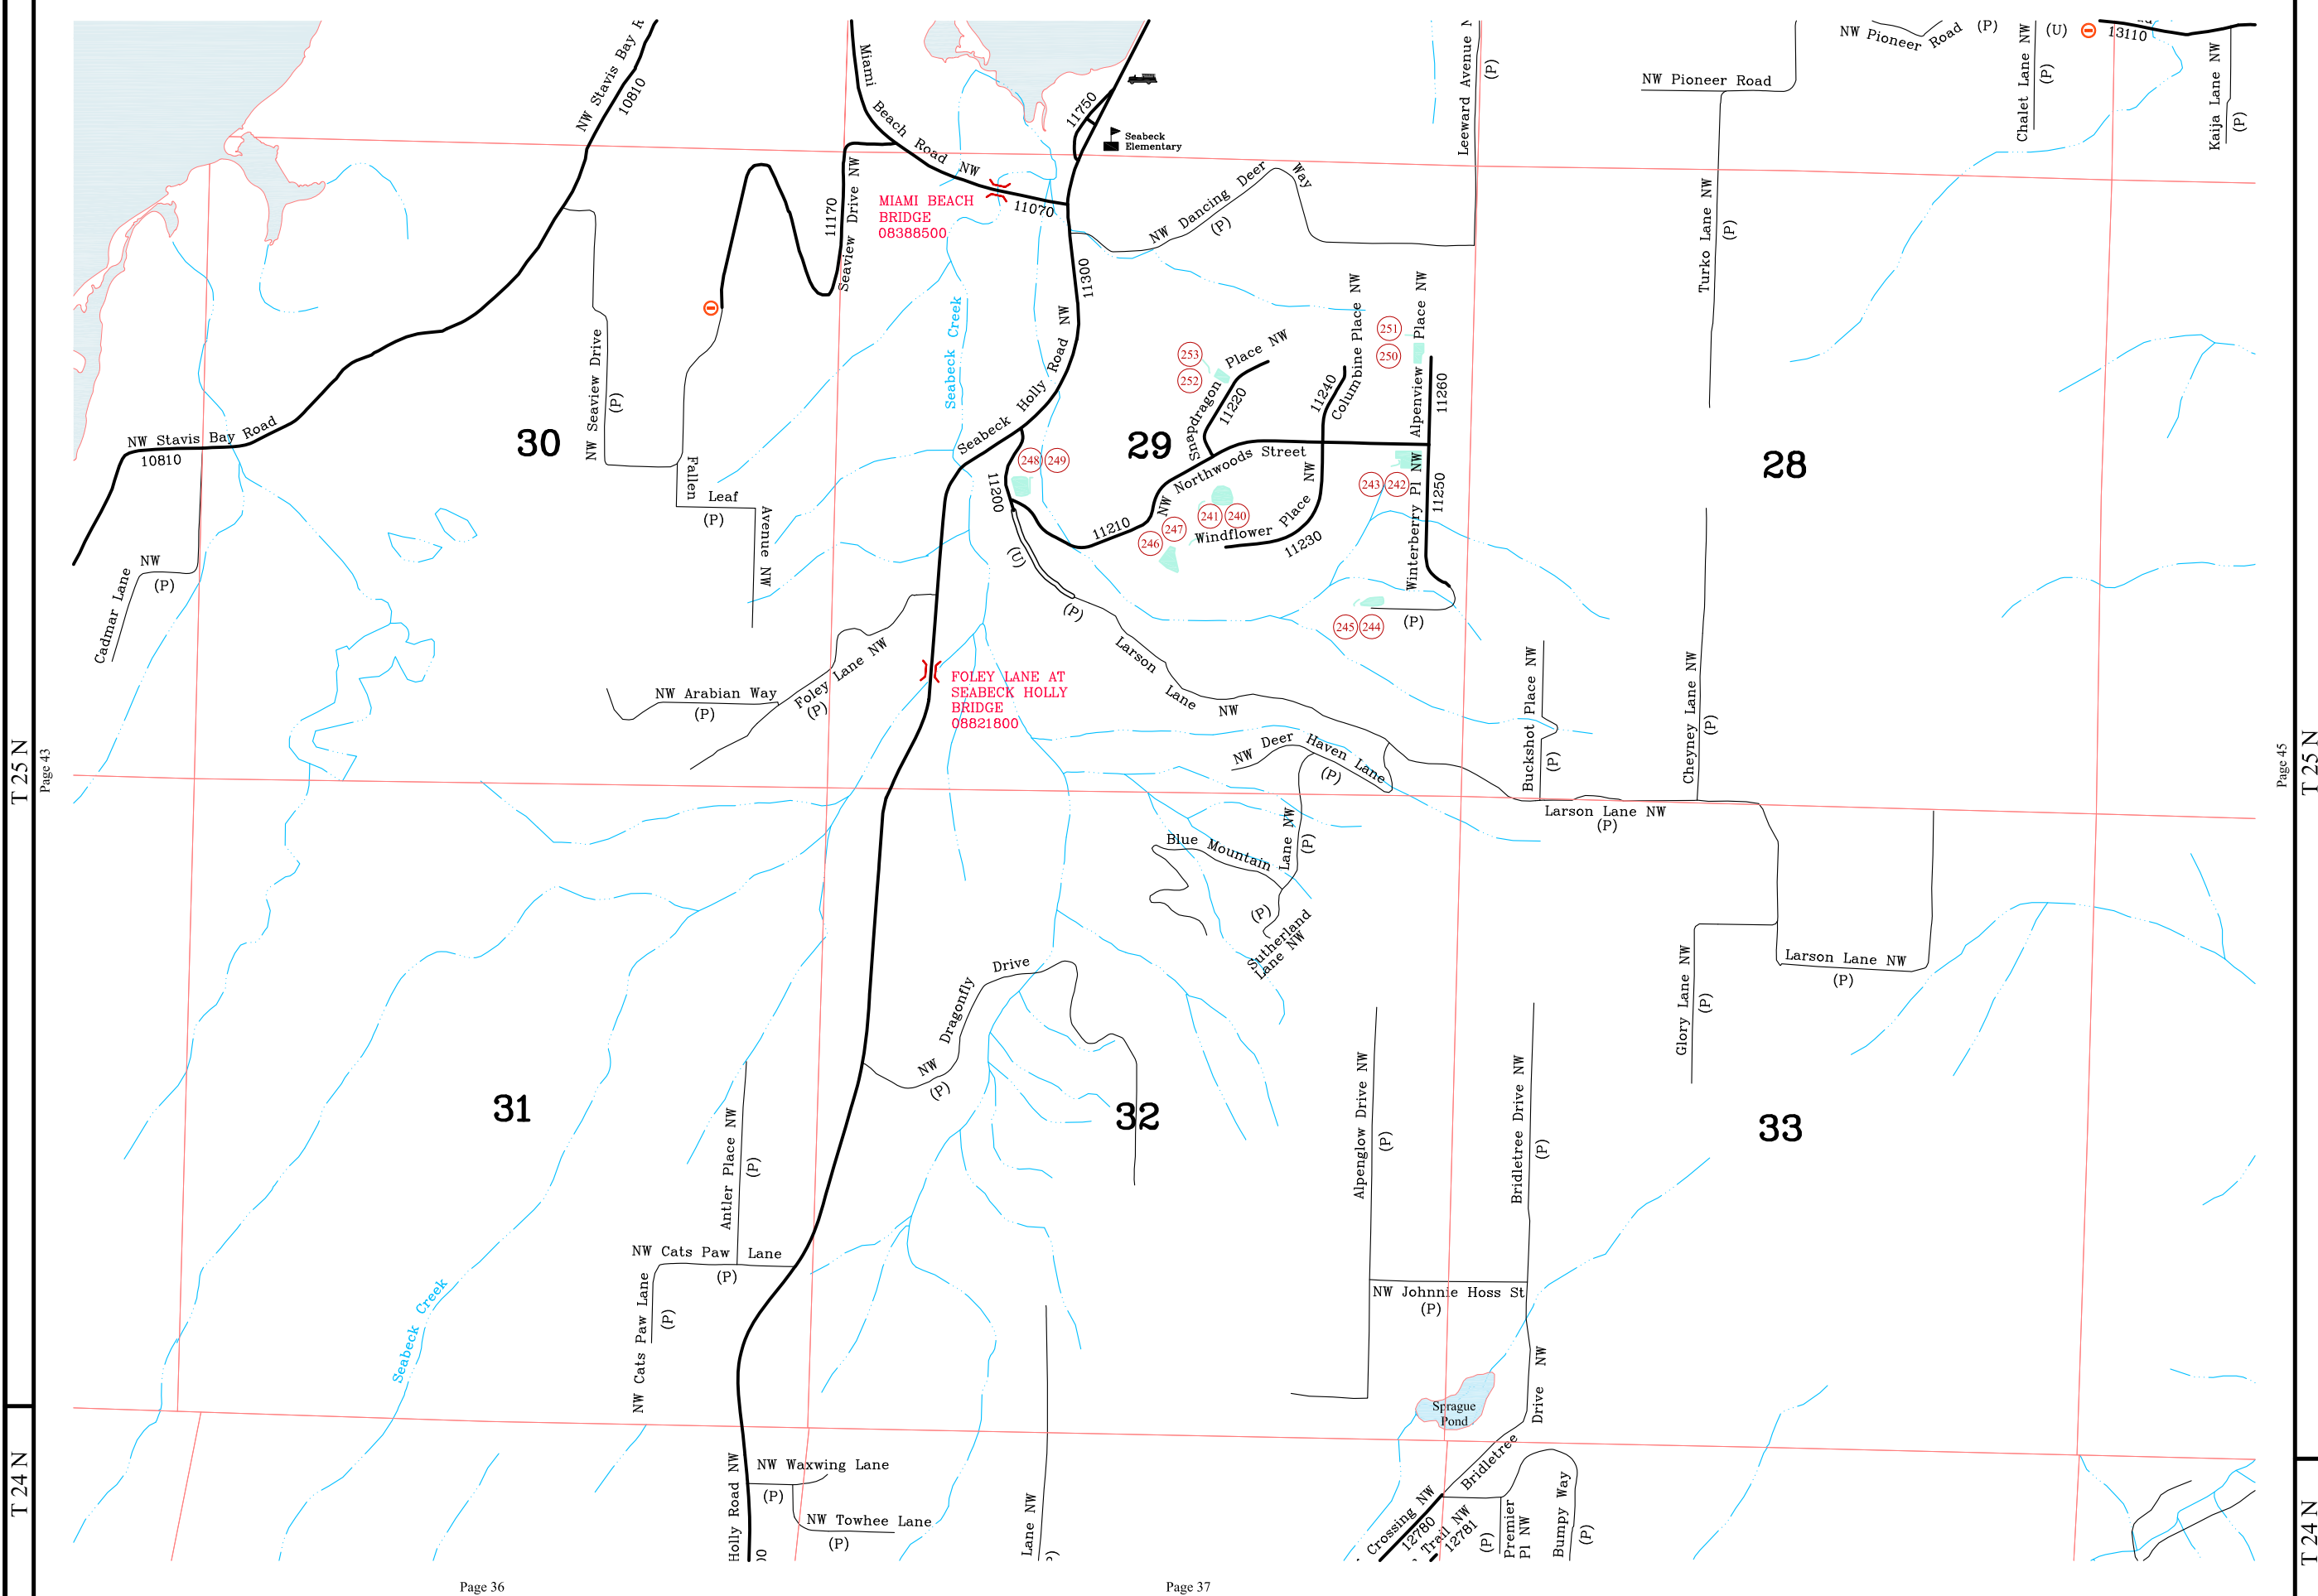 NW Stavis Bay R
10810
Miami Beach Road NW
11070
11750
Seabeck
Elementary
Leeward Avenue N
(P)
NW Pioneer Road
(P)
NW Pioneer Road
Chalet Lane NW
(P)
(U)
13110
Kaija Lane NW
(P)
MIAMI BEACH
BRIDGE
08388500
11170
Seaview Drive NW
NW Dancing Deer Way
(P)
Turko Lane NW
(P)
11300
Seabeck Creek
Seabeck Holly Road NW
NW Seaview Drive
(P)
NW Stavis Bay Road
10810
30
29
28
253
252
251
250
Snapdragon Place NW
11220
11240
Columbine Place NW
Alpenview Place NW
11260
248
249
11200
NW Northwoods Street
11210
243
242
241
240
247
246
Windflower Place NW
11230
Winterberry Pl NW
11250
245
244
(P)
(U)
(P)
Fallen Leaf Avenue NW
(P)
Cadmar Lane NW
(P)
NW Arabian Way
(P)
Foley Lane NW
(P)
FOLEY LANE AT
SEABECK HOLLY
BRIDGE
08821800
Larson Lane NW
NW Deer Haven Lane
(P)
Buckshot Place NW
(P)
Cheyney Lane NW
(P)
Larson Lane NW
(P)
T 25 N
Page 43
Page 45
T 25 N
Blue Mountain Lane NW
(P)
(P)
Sutherland
Lane NW
Larson Lane NW
(P)
Glory Lane NW
(P)
NW Dragonfly Drive
(P)
31
32
33
Antler Place NW
(P)
Alpenglow Drive NW
(P)
Bridletree Drive NW
(P)
NW Cats Paw Lane
(P)
NW Cats Paw Lane
(P)
Seabeck Creek
NW Johnnie Hoss St
(P)
Sprague
Pond
Bridletree Drive NW
T 24 N
T 24 N
Holly Road NW
00
NW Waxwing Lane
(P)
NW Towhee Lane
(P)
Lane NW
Crossing NW
12780
Trail NW
12781
(P)
Premier
Pl NW
Bumpy Way
(P)
Page 36
Page 37